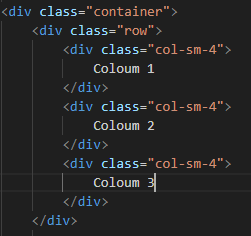 <div class="container">
<div class="row">
<div class="col-sm-4">
Coloum 1
</div>
<div class="col-sm-4">
Coloum 2
</div>
<div class="col-sm-4">
Coloum 3
</div>
</div>